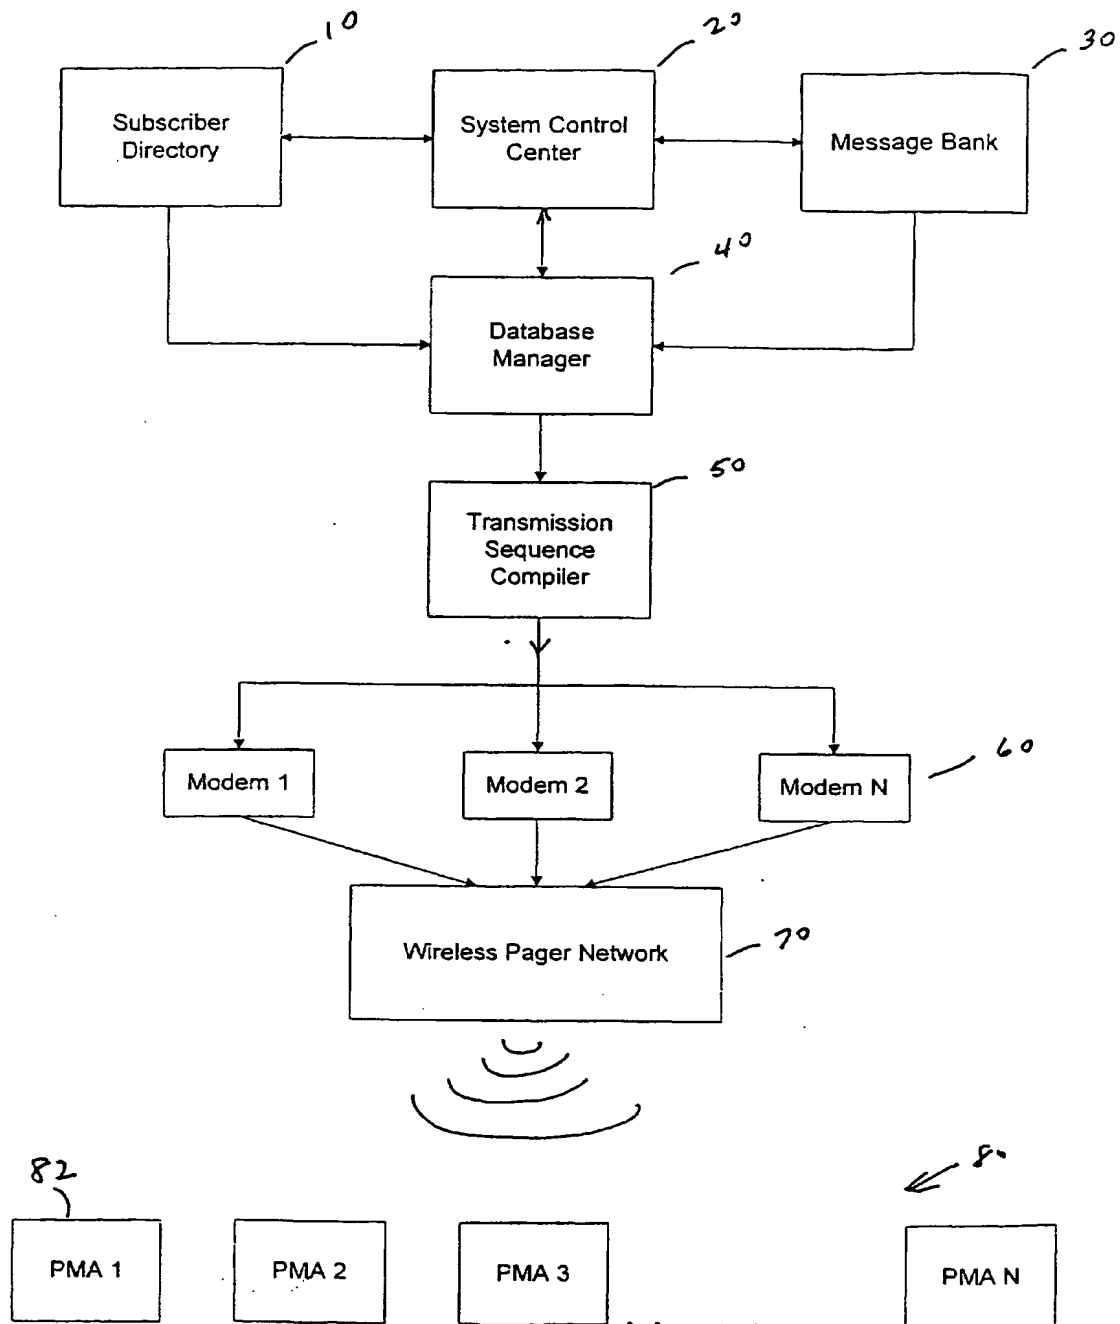 10
20
30
Subscriber
Directory
System Control
Center
Message Bank
40
Database
Manager
50
Transmission
Sequence
Compiler
60
Modem 1
Modem 2
Modem N
70
Wireless Pager Network
82
PMA 1
PMA 2
PMA 3
PMA N